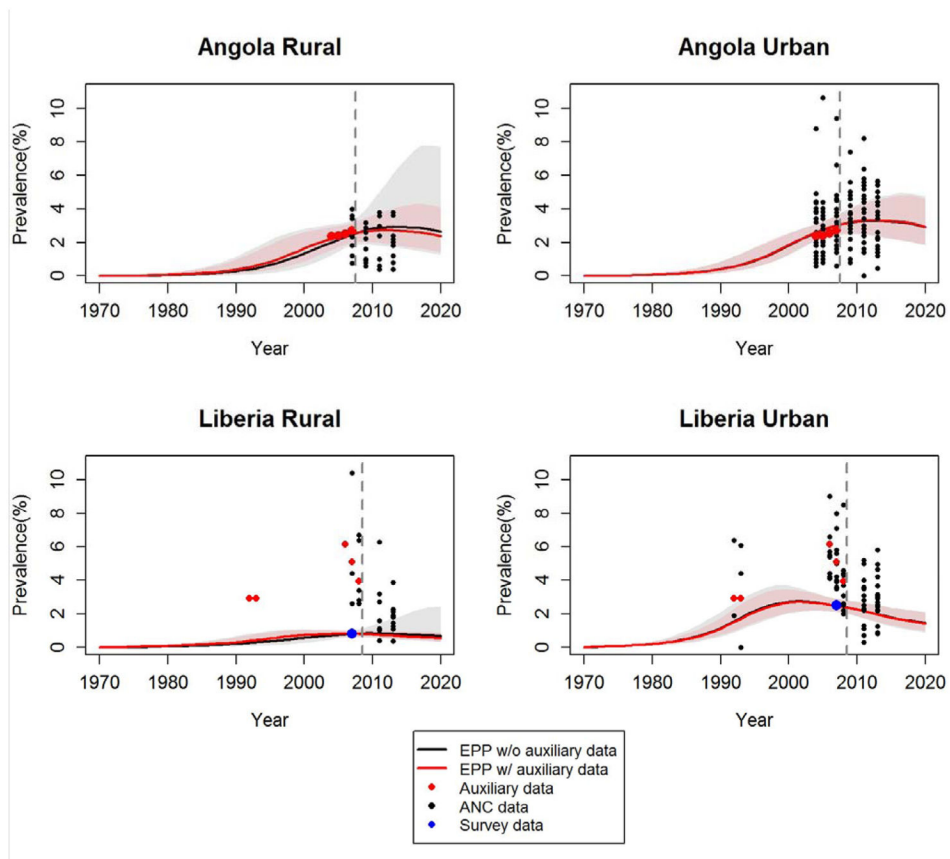 Angola Rural
Angola Urban
Prevalence(%)
0 2 4 6 8 10
1970 1980 1990 2000 2010 2020
Year
Prevalence(%)
0 2 4 6 8 10
1970 1980 1990 2000 2010 2020
Year
Liberia Rural
Liberia Urban
Prevalence(%)
0 2 4 6 8 10
1970 1980 1990 2000 2010 2020
Year
Prevalence(%)
0 2 4 6 8 10
1970 1980 1990 2000 2010 2020
Year
EPP w/o auxiliary data
EPP w/ auxiliary data
Auxiliary data
ANC data
Survey data